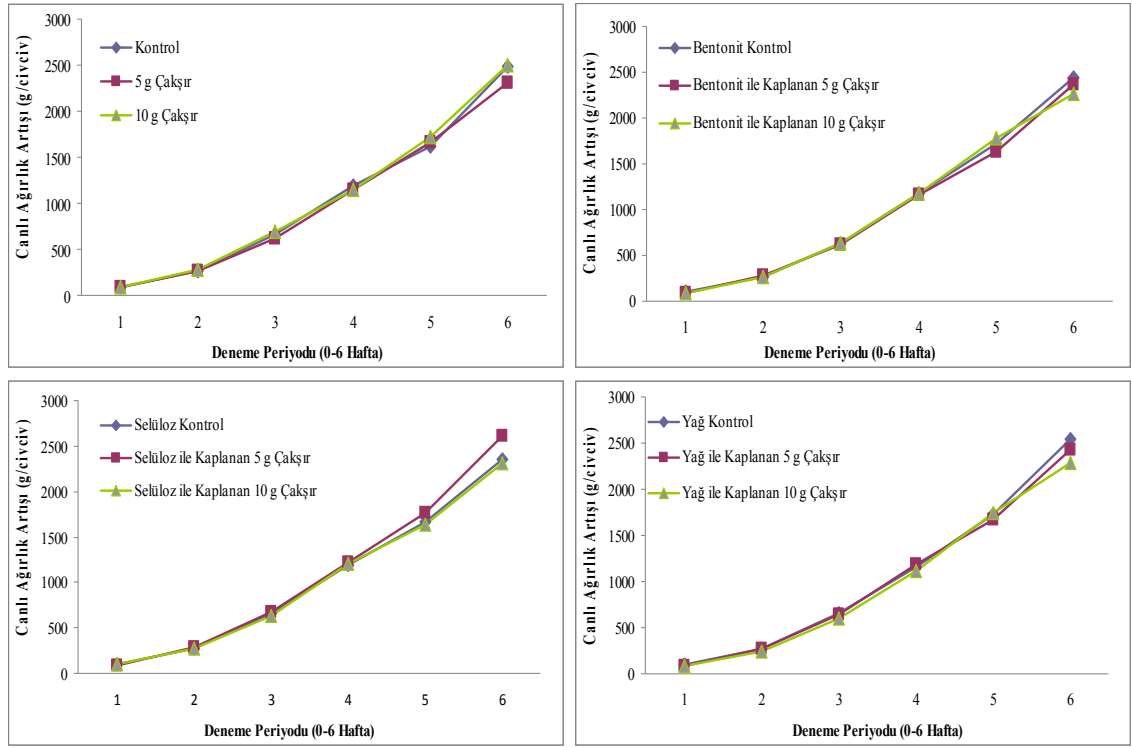 Canlı Ağırlık Artışı (g/civciv)
3000
2500
2000
1500
1000
500
0
Kontrol
5 g Çakşır
10 g Çakşır
1 2 3 4 5 6
Deneme Periyodu (0-6 Hafta)
Canlı Ağırlık Artışı (g/civciv)
3000
2500
2000
1500
1000
500
0
Bentonit Kontrol
Bentonit ile Kaplanan 5 g Çakşır
Bentonit ile Kaplanan 10 g Çakşır
1 2 3 4 5 6
Deneme Periyodu (0-6 Hafta)
Canlı Ağırlık Artışı (g/civciv)
3000
2500
2000
1500
1000
500
0
Selüloz Kontrol
Selüloz ile Kaplanan 5 g Çakşır
Selüloz ile Kaplanan 10 g Çakşır
1 2 3 4 5 6
Deneme Periyodu (0-6 Hafta)
Canlı Ağırlık Artışı (g/civciv)
3000
2500
2000
1500
1000
500
0
Yağ Kontrol
Yağ ile Kaplanan 5 g Çakşır
Yağ ile Kaplanan 10 g Çakşır
1 2 3 4 5 6
Deneme Periyodu (0-6 Hafta)